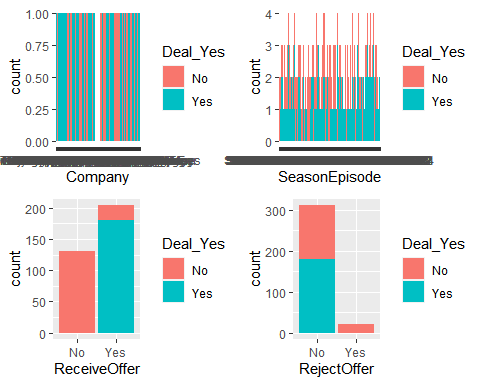 1.00
0.75
0.50
0.25
0.00
count
Company
Deal_Yes
No
Yes
4
3
2
1
0
count
SeasonEpisode
Deal_Yes
No
Yes
200
150
100
50
0
count
No Yes
ReceiveOffer
Deal_Yes
No
Yes
300
200
100
0
count
No Yes
RejectOffer
Deal_Yes
No
Yes